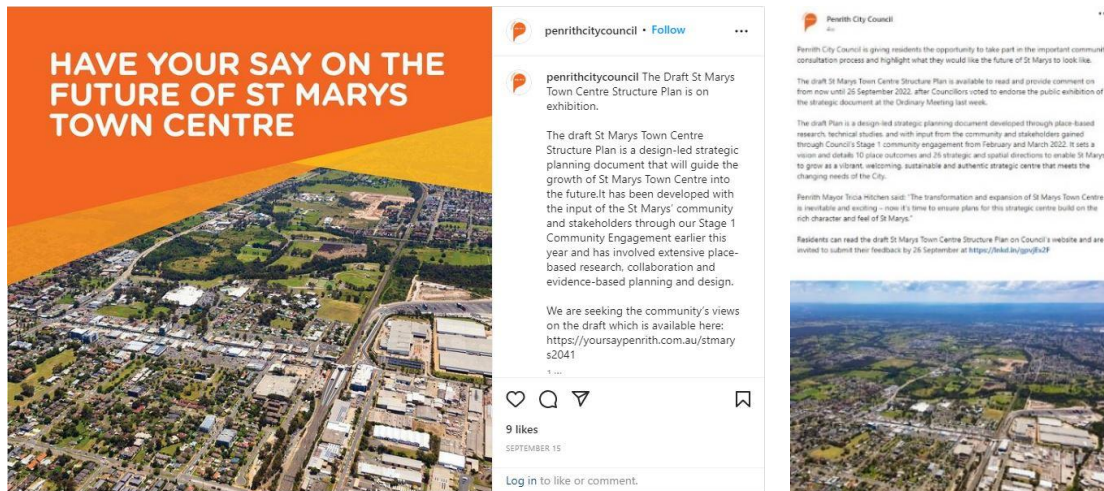 HAVE YOUR SAY ON THE
FUTURE OF ST MARYS
TOWN CENTRE
penrithcitycouncil • Follow
penrithcitycouncil The Draft St Marys
Town Centre Structure Plan is on
exhibition.
The draft St Marys Town Centre
Structure Plan is a design-led strategic
planning document that will guide the
growth of St Marys Town Centre into
the future.It has been developed with
the input of the St Marys' community
and stakeholders through our Stage 1
Community Engagement earlier this
year and has involved extensive place-
based research, collaboration and
evidence-based planning and design.
We are seeking the community's views
on the draft which is available here:
https://yoursaypenrith.com.au/stmary
s2041
9 likes
SEPTEMBER 15
Log in to like or comment.
Penrith City Council
Penrith City Council is giving residents the opportunity to take part in the important communit
consultation process and highlight what they would like the future of St Marys to look like.
The draft St Marys Town Centre Structure Plan is available to read and provide comment on
from now until 26 September 2022, after Councillors voted to endorse the public exhibition of
the strategic document at the Ordinary Meeting last week.
The draft Plan is a design-led strategic planning document developed through place-based
research, technical studies, and with input from the community and stakeholders gained
through Council's Stage 1 community engagement from February and March 2022. It sets a
vision and details 10 place outcomes and 26 strategic and spatial directions to enable St Marys
to grow as a vibrant, welcoming, sustainable and authentic strategic centre that meets the
changing needs of the City.
Penrith Mayor Tricia Hitchen said: "The transformation and expansion of St Marys Town Centre
is inevitable and exciting – now it's time to ensure plans for this strategic centre build on the
rich character and feel of St Marys."
Residents can read the draft St Marys Town Centre Structure Plan on Council's website and are
invited to submit their feedback by 26 September at